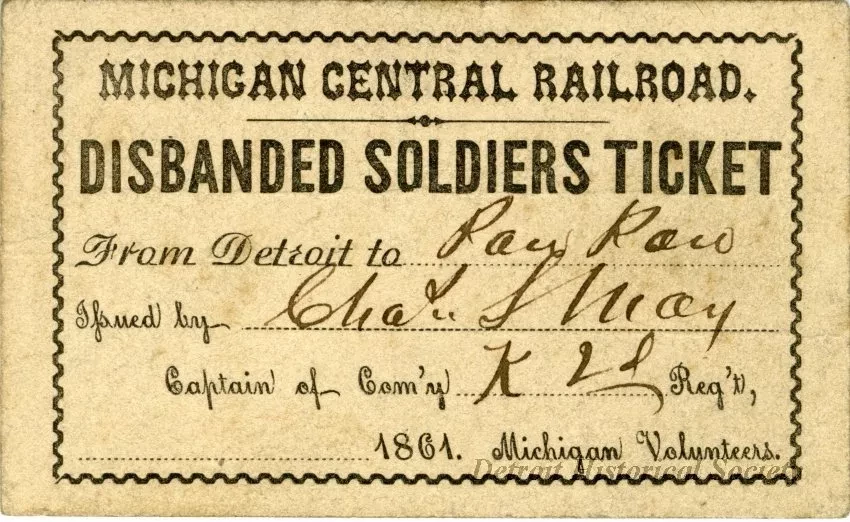 MICHIGAN CENTRAL RAILROAD.
DISBANDED SOLDIERS TICKET
From Detroit to Paw Paw
Issued by Chas. S May
Captain of Com'y K 2d Reg't,
1861. Michigan Volunteers.
Detroit Historical Society